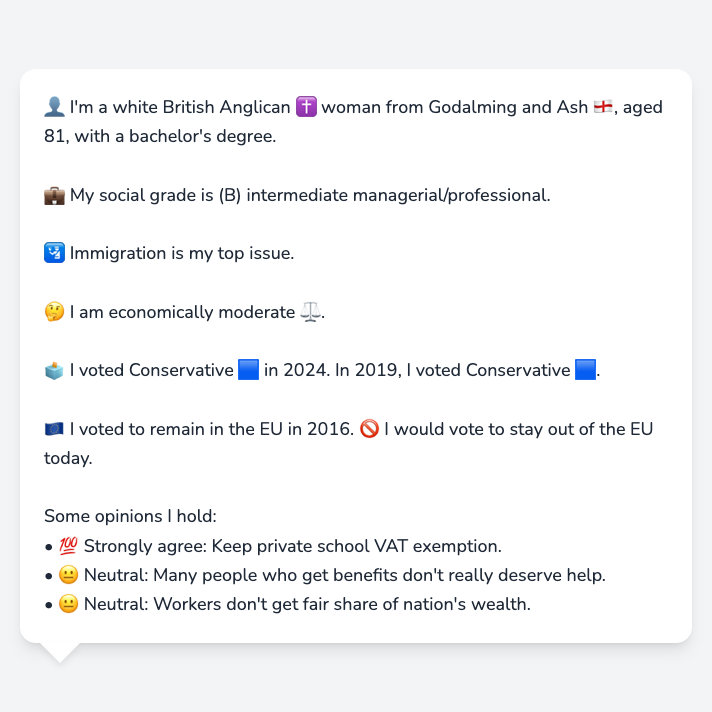 👤 I'm a white British Anglican ✝️ woman from Godalming and Ash 🏴󠁧󠁢󠁥󠁮󠁧󠁿, aged
81, with a bachelor's degree.
💼 My social grade is (B) intermediate managerial/professional.
🛂 Immigration is my top issue.
🤔 I am economically moderate ⚖️.
🗳️ I voted Conservative 🟦 in 2024. In 2019, I voted Conservative 🟦.
🇪🇺 I voted to remain in the EU in 2016. 🚫 I would vote to stay out of the EU
today.
Some opinions I hold:
• 💯 Strongly agree: Keep private school VAT exemption.
• 😐 Neutral: Many people who get benefits don't really deserve help.
• 😐 Neutral: Workers don't get fair share of nation's wealth.